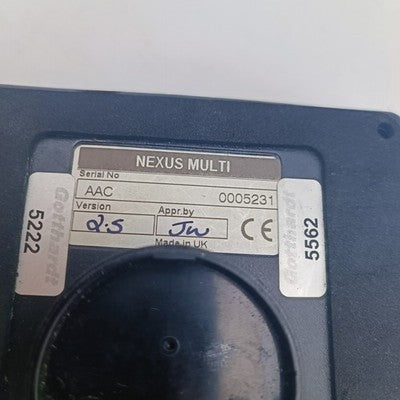 NEXUS MULTI
Serial No
AAC 0005231
Version Appr.by
2.5 JW
Made in UK
CE
Gotthardt
5222
Gotthardt
5562